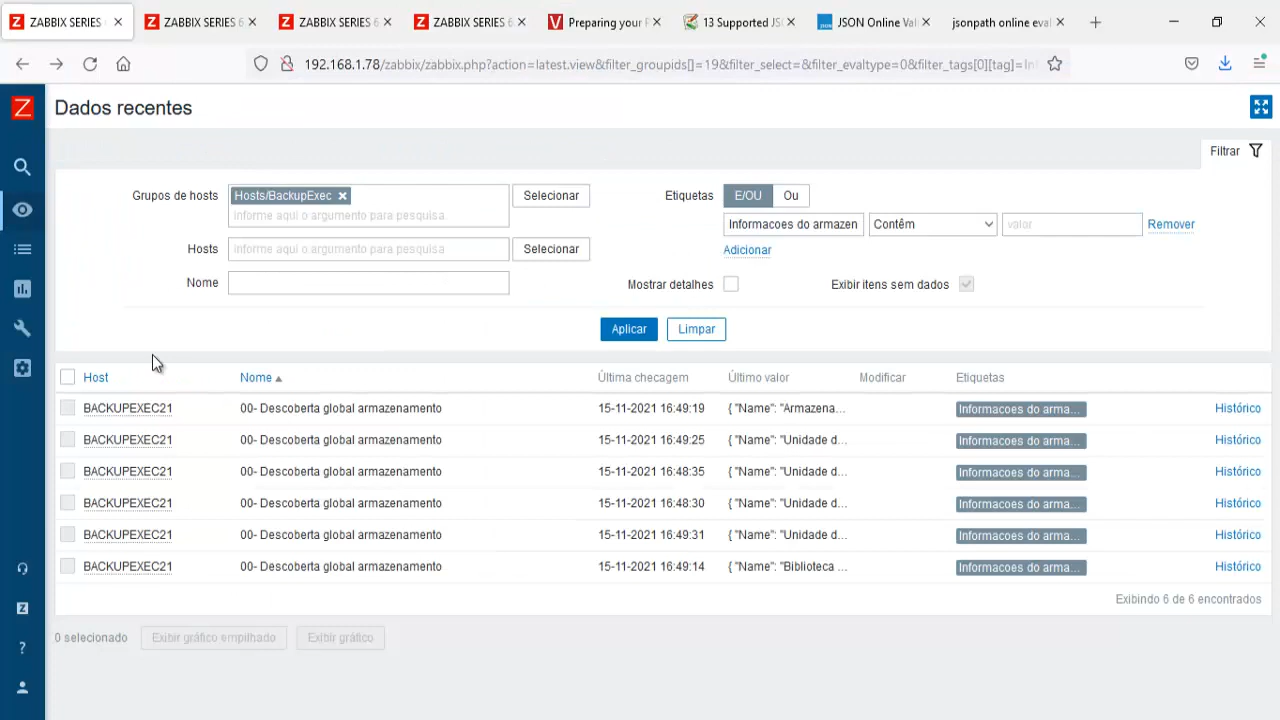 ZABBIX SERIES
ZABBIX SERIES 6
ZABBIX SERIES 6.
ZABBIX SERIES 6.
Preparing your F
13 Supported JS
JSON Online Vali
jsonpath online eval
192.168.1.78/zabbix/zabbix.php?action=latest.view&filter_groupids[]=19&filter_select=&filter_evaltype=0&filter_tags[0][tag]=In
Dados recentes
Filtrar
Grupos de hosts Hosts/BackupExec Selecionar Etiquetas E/OU Ou
informe aqui o argumento para pesquisa
Informacoes do armazen Contêm valor Remover
Hosts informe aqui o argumento para pesquisa Selecionar Adicionar
Nome Mostrar detalhes Exibir itens sem dados
Aplicar Limpar
Host Nome Última checagem Último valor Modificar Etiquetas
BACKUPEXEC21 00- Descoberta global armazenamento 15-11-2021 16:49:19 { "Name": "Armazena... Informacoes do arma... Histórico
BACKUPEXEC21 00- Descoberta global armazenamento 15-11-2021 16:49:25 { "Name": "Unidade d... Informacoes do arma... Histórico
BACKUPEXEC21 00- Descoberta global armazenamento 15-11-2021 16:48:35 { "Name": "Unidade d... Informacoes do arma... Histórico
BACKUPEXEC21 00- Descoberta global armazenamento 15-11-2021 16:48:30 { "Name": "Unidade d... Informacoes do arma... Histórico
BACKUPEXEC21 00- Descoberta global armazenamento 15-11-2021 16:49:31 { "Name": "Unidade d... Informacoes do arma... Histórico
BACKUPEXEC21 00- Descoberta global armazenamento 15-11-2021 16:49:14 { "Name": "Biblioteca ... Informacoes do arma... Histórico
Exibindo 6 de 6 encontrados
0 selecionado Exibir gráfico empilhado Exibir gráfico